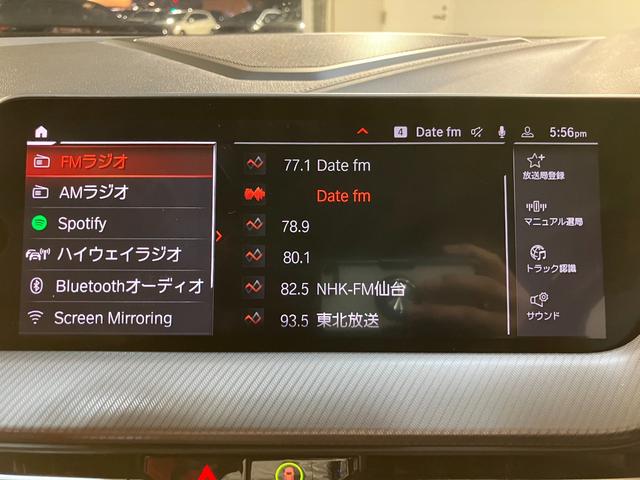 4 Date fm 5:56pm
FMラジオ
AMラジオ
Spotify
ハイウェイラジオ
Bluetoothオーディオ
Screen Mirroring
77.1 Date fm
Date fm
78.9
80.1
82.5 NHK-FM仙台
93.5 東北放送
放送局登録
マニュアル選局
トラック認識
サウンド